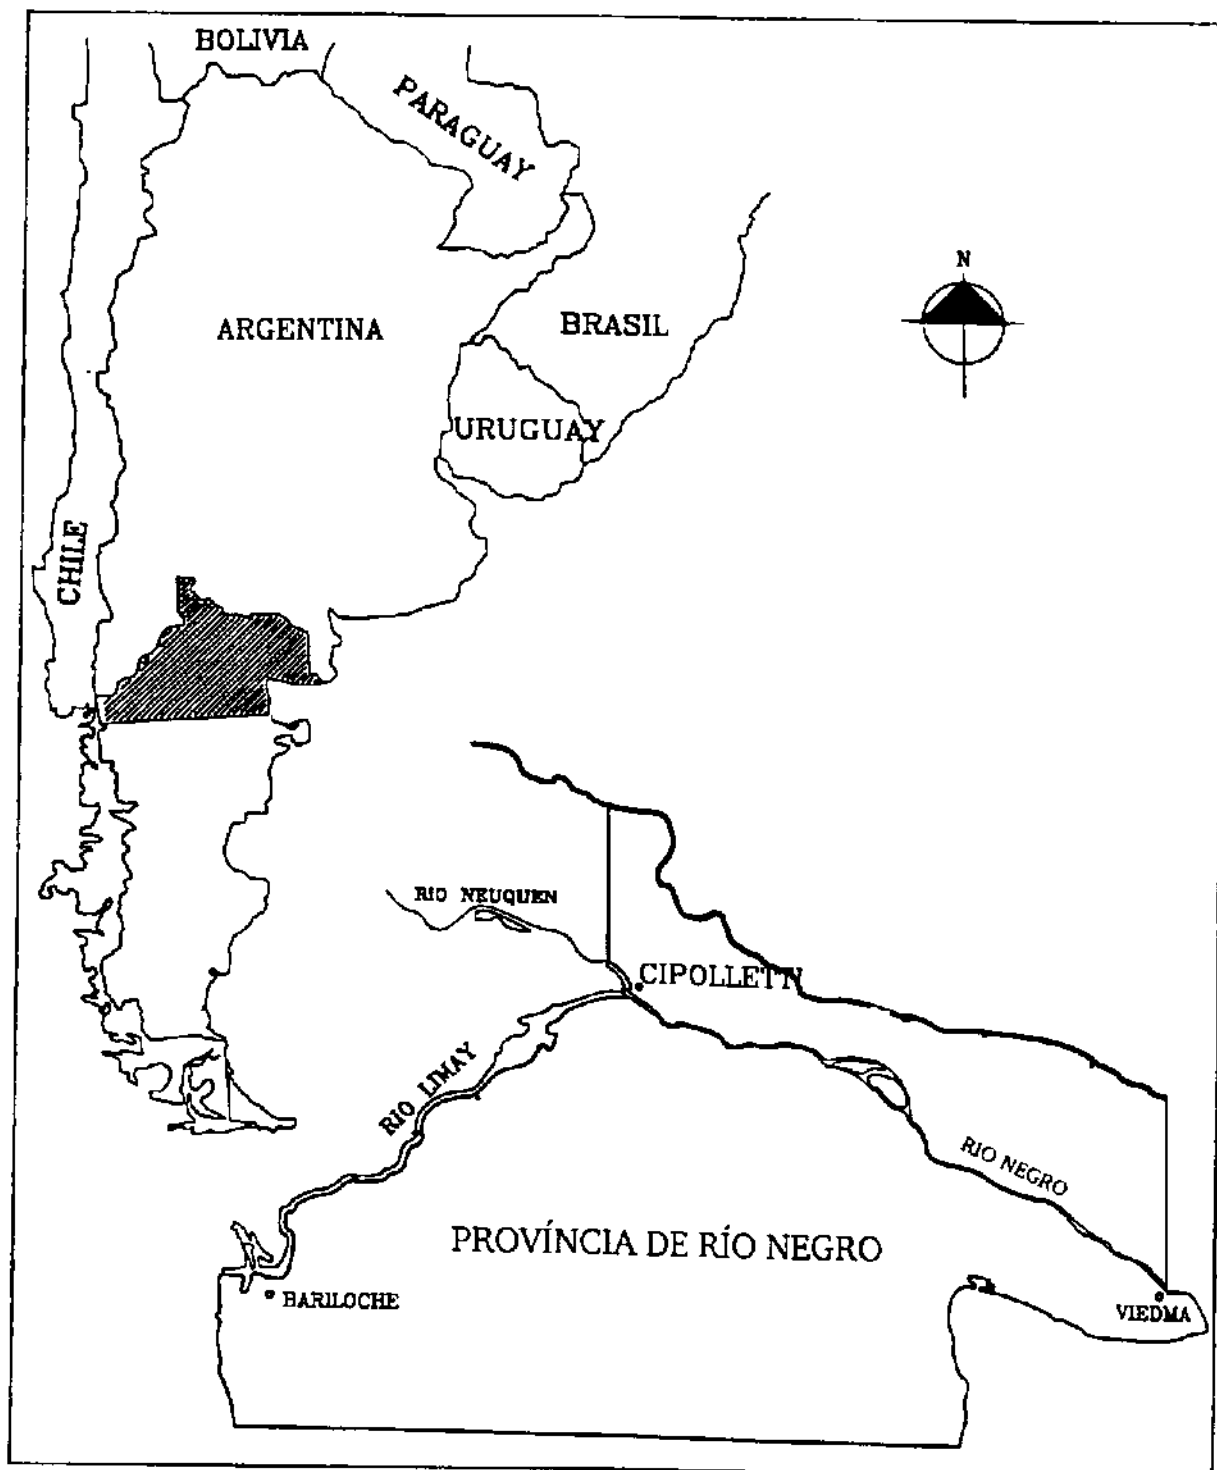 BOLIVIA
PARAGUAY
N
ARGENTINA
BRASIL
URUGUAY
CHILE
RIO NEUQUEN
CIPOLLETTI
RIO LIMAY
RIO NEGRO
PROVÍNCIA DE RÍO NEGRO
BARILOCHE
VIEDMA